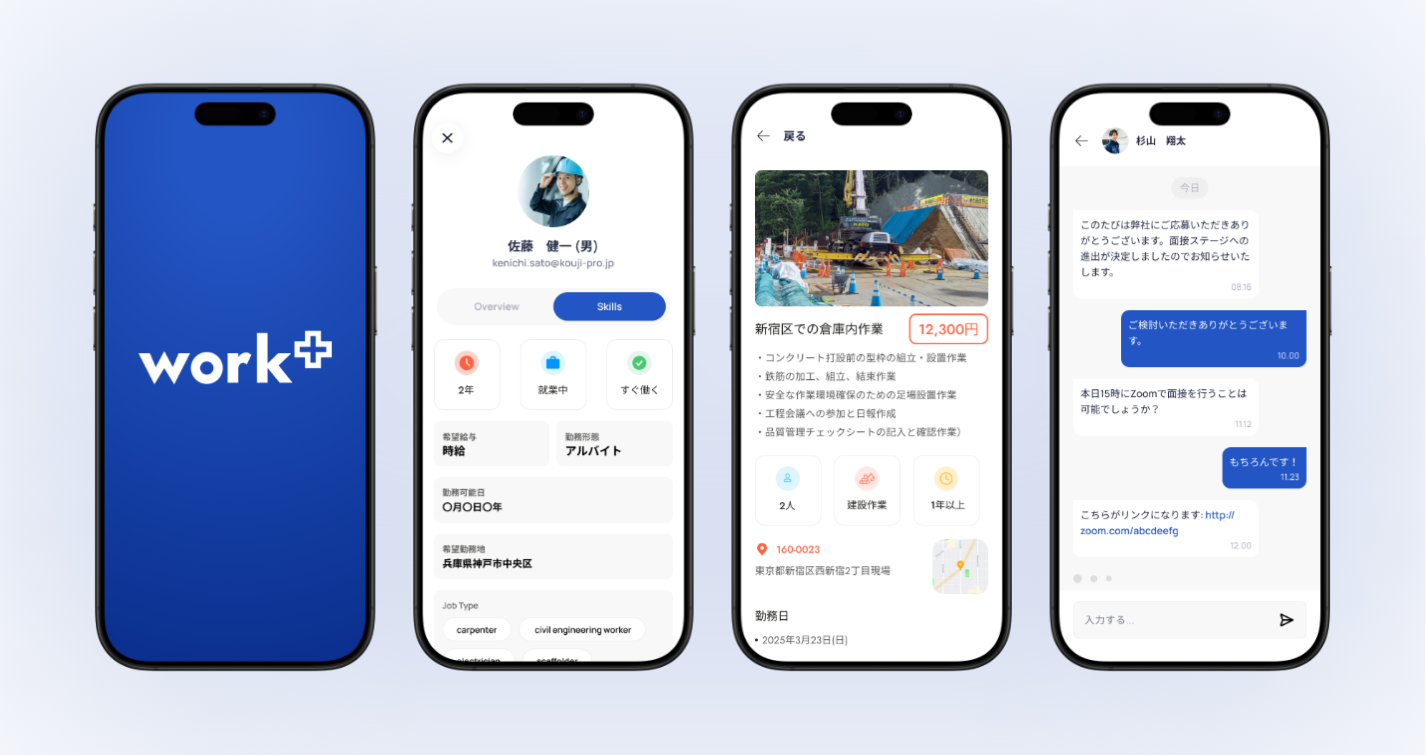 work+
佐藤　健一 (男)
kenichi.sato@kouji-pro.jp
Overview
Skills
2年
就業中
すぐ働く
希望給与
時給
勤務形態
アルバイト
勤務可能日
〇月〇日〇年
希望勤務地
兵庫県神戸市中央区
Job Type
carpenter
civil engineering worker
electrician
scaffolder
戻る
新宿区での倉庫内作業
12,300円
・コンクリート打設前の型枠の組立・設置作業
・鉄筋の加工、組立、結束作業
・安全な作業環境確保のための足場設置作業
・工程会議への参加と日報作成
・品質管理チェックシートの記入と確認作業）
2人
建設作業
1年以上
160-0023
東京都新宿区西新宿2丁目現場
勤務日
• 2025年3月23日(日)
杉山　翔太
今日
このたびは弊社にご応募いただきあり
がとうございます。面接ステージへの
進出が決定しましたのでお知らせいた
します。
08.16
ご検討いただきありがとうございま
す。
10.00
本日15時にZoomで面接を行うことは
可能でしょうか？
11.12
もちろんです！
11.23
こちらがリンクになります: http://
zoom.com/abcdeefg
12.00
入力する...